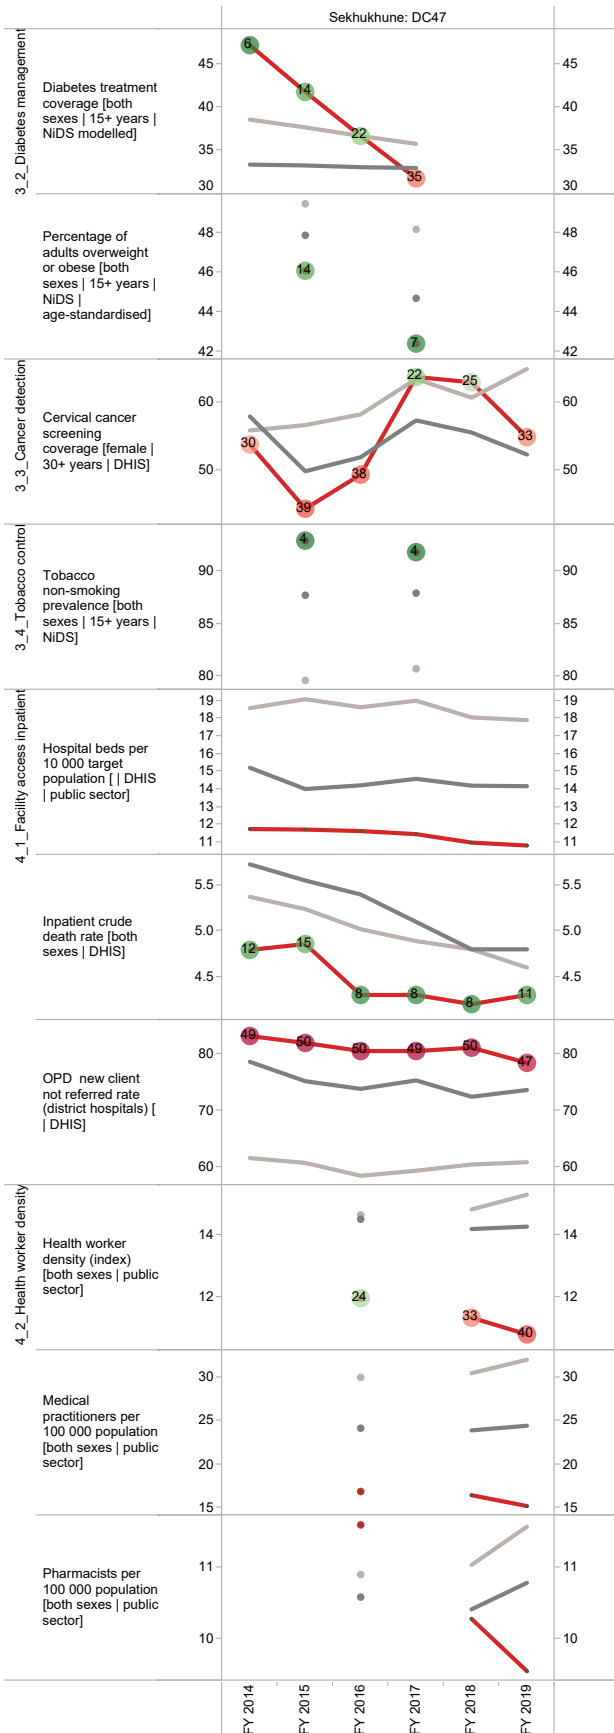 Sekhukhune: DC47
3_2_Diabetes management
Diabetes treatment
coverage [both
sexes | 15+ years |
NiDS modelled]
45
40
35
30
6
14
22
35
45
40
35
30
Percentage of
adults overweight
or obese [both
sexes | 15+ years |
NiDS |
age-standardised]
48
46
44
42
14
7
48
46
44
42
3_3_Cancer detection
Cervical cancer
screening
coverage [female |
30+ years | DHIS]
60
50
30
39
38
22
25
33
60
50
3_4_Tobacco control
Tobacco
non-smoking
prevalence [both
sexes | 15+ years |
NiDS]
90
85
80
4
4
90
85
80
4_1_Facility access inpatient
Hospital beds per
10 000 target
population [ | DHIS
| public sector]
19
18
17
16
15
14
13
12
11
19
18
17
16
15
14
13
12
11
Inpatient crude
death rate [both
sexes | DHIS]
5.5
5.0
4.5
12
15
8
8
8
11
5.5
5.0
4.5
OPD  new client
not referred rate
(district hospitals) [
| DHIS]
80
70
60
49
50
50
49
50
47
80
70
60
4_2_Health worker density
Health worker
density (index)
[both sexes | public
sector]
14
12
24
33
40
14
12
Medical
practitioners per
100 000 population
[both sexes | public
sector]
30
25
20
15
30
25
20
15
Pharmacists per
100 000 population
[both sexes | public
sector]
11
10
11
10
FY 2014
FY 2015
FY 2016
FY 2017
FY 2018
FY 2019